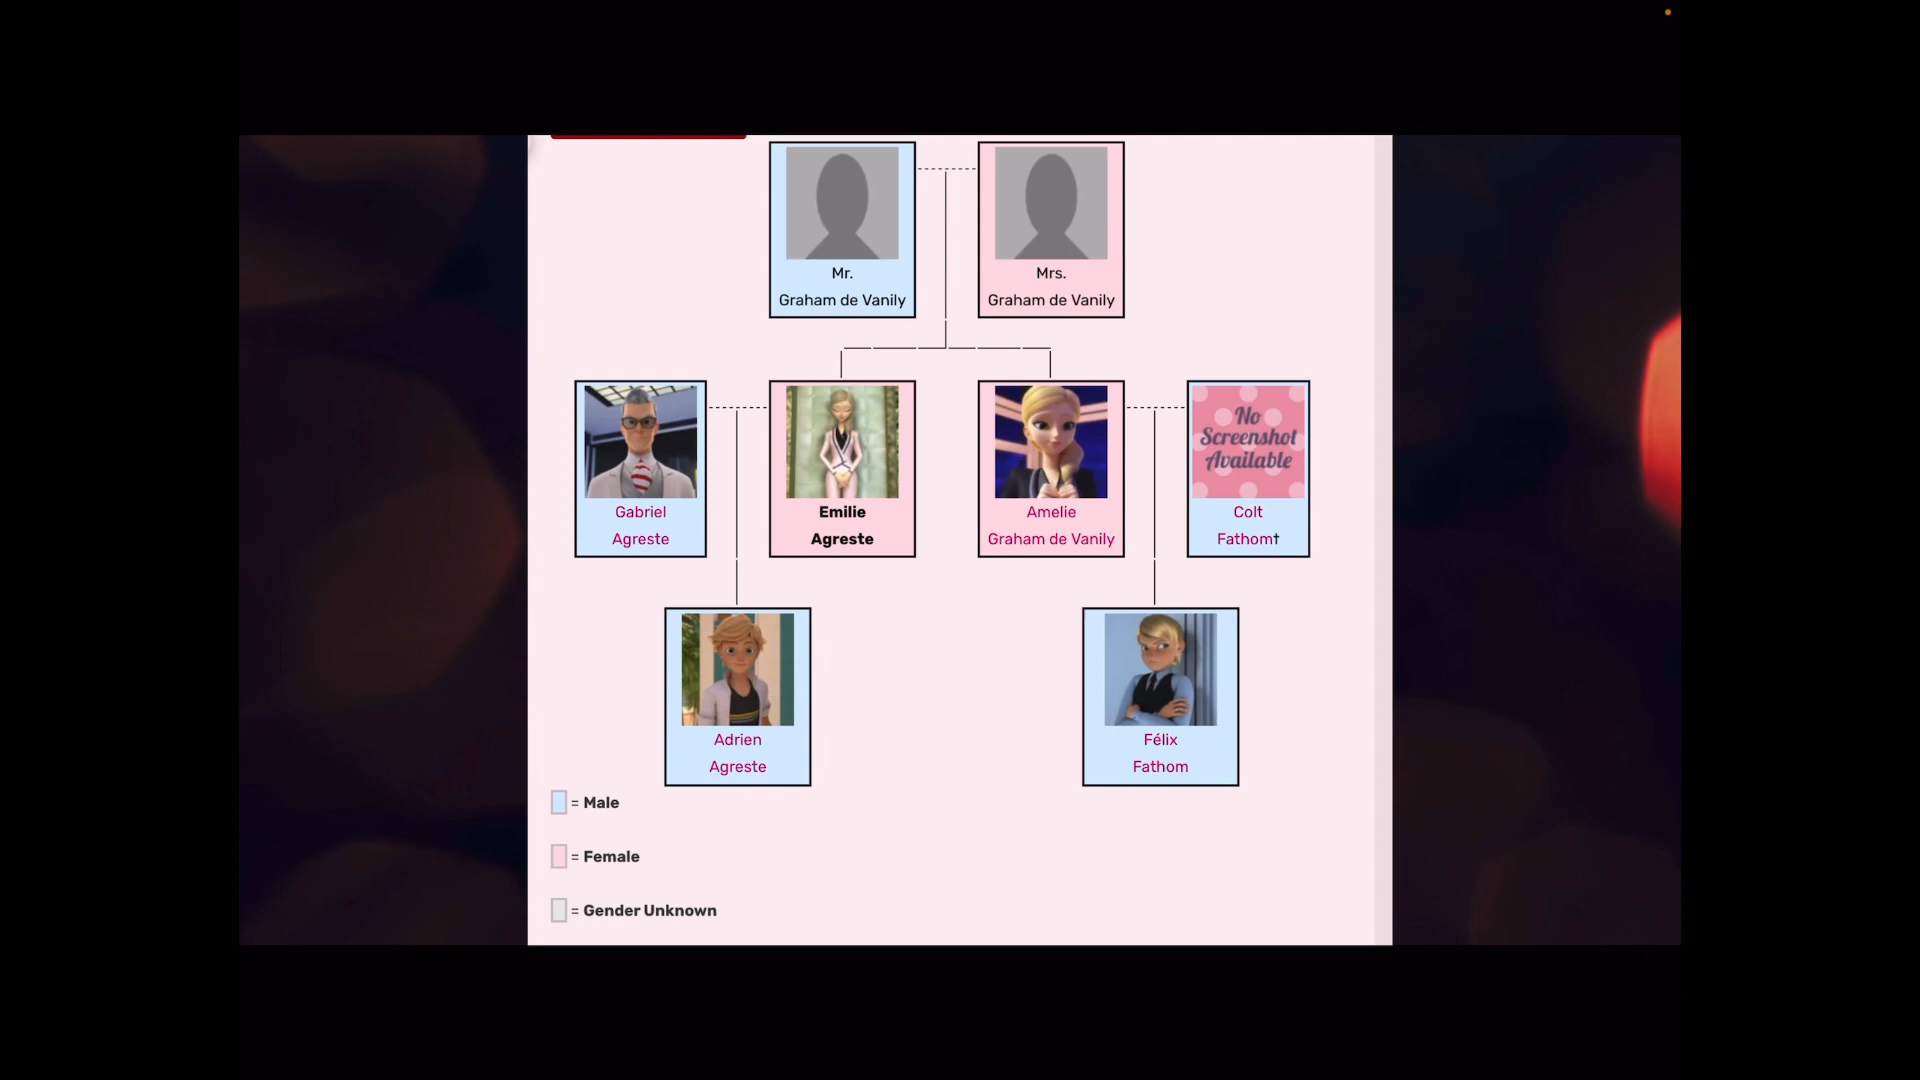 Mr.
Graham de Vanily
Mrs.
Graham de Vanily
Gabriel
Agreste
Emilie
Agreste
Amelie
Graham de Vanily
No
Screenshot
Available
Colt
Fathom†
Adrien
Agreste
Félix
Fathom
= Male
= Female
= Gender Unknown